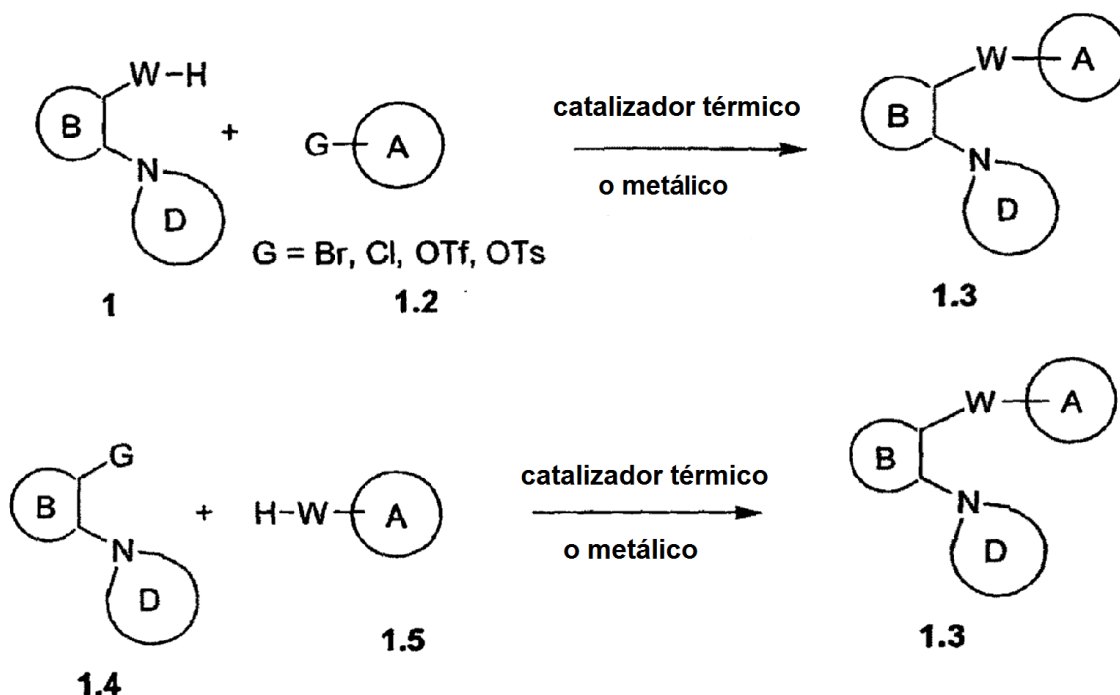 W-H
B
N
D
+
G
A
G = Br, Cl, OTf, OTs
1
1.2
catalizador térmico
o metálico
W
A
B
N
D
1.3
G
B
N
D
+
H-W
A
1.4
1.5
catalizador térmico
o metálico
W
A
B
N
D
1.3